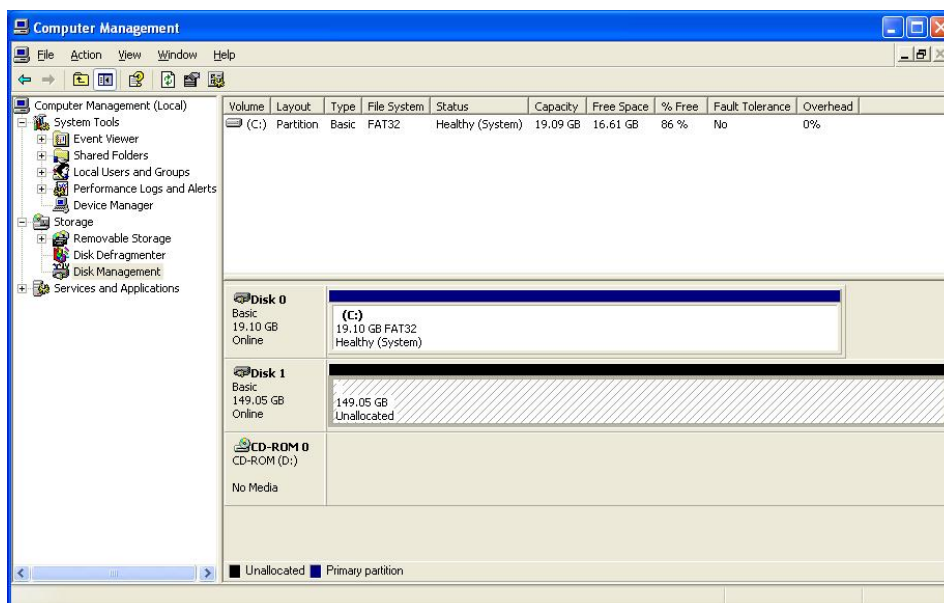 Computer Management
File Action View Window Help
Computer Management (Local)
System Tools
Event Viewer
Shared Folders
Local Users and Groups
Performance Logs and Alerts
Device Manager
Storage
Removable Storage
Disk Defragmenter
Disk Management
Services and Applications
Volume Layout Type File System Status Capacity Free Space % Free Fault Tolerance Overhead
(C:) Partition Basic FAT32 Healthy (System) 19.09 GB 16.61 GB 86 % No 0%
Disk 0
Basic
19.10 GB
Online
(C:)
19.10 GB FAT32
Healthy (System)
Disk 1
Basic
149.05 GB
Online
149.05 GB
Unallocated
CD-ROM 0
CD-ROM (D:)
No Media
Unallocated Primary partition